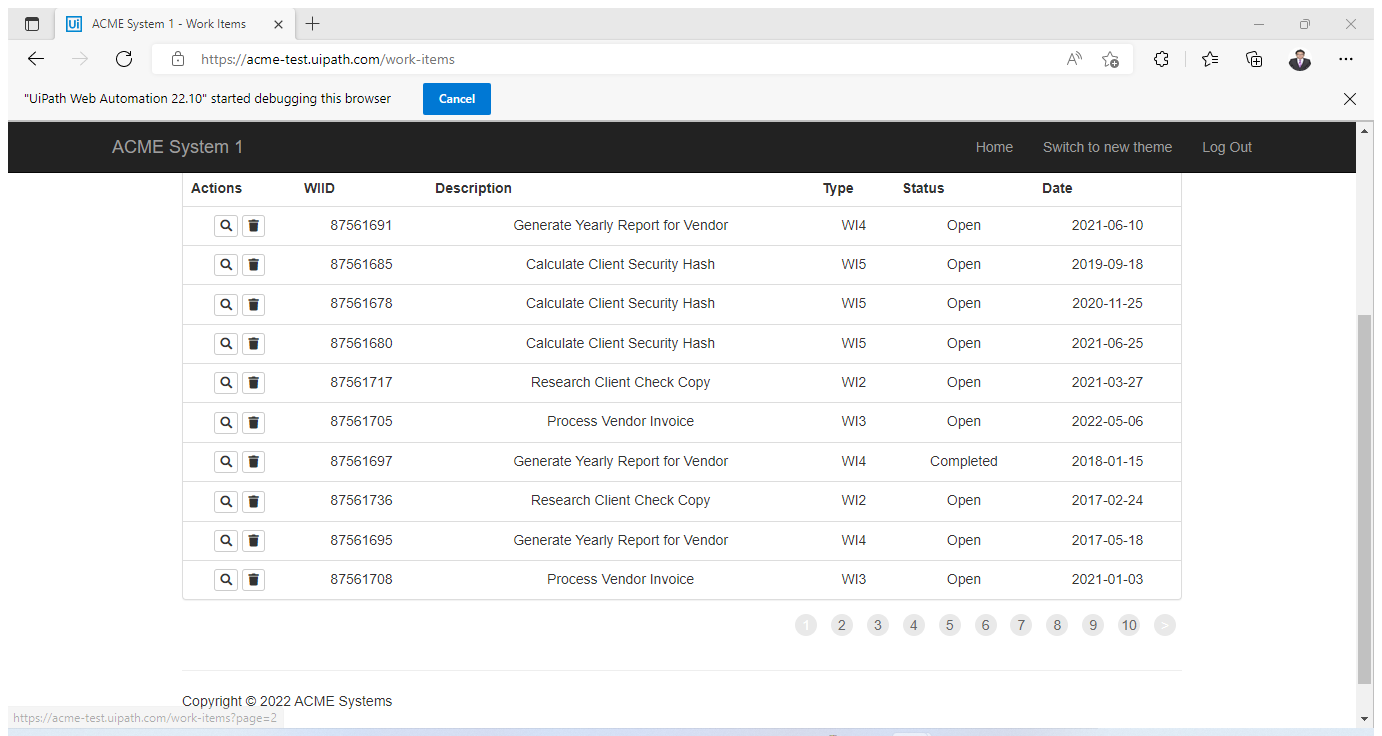 ACME System 1 - Work Items
https://acme-test.uipath.com/work-items
"UiPath Web Automation 22.10" started debugging this browser Cancel
ACME System 1 Home Switch to new theme Log Out
Actions WIID Description Type Status Date
87561691 Generate Yearly Report for Vendor WI4 Open 2021-06-10
87561685 Calculate Client Security Hash WI5 Open 2019-09-18
87561678 Calculate Client Security Hash WI5 Open 2020-11-25
87561680 Calculate Client Security Hash WI5 Open 2021-06-25
87561717 Research Client Check Copy WI2 Open 2021-03-27
87561705 Process Vendor Invoice WI3 Open 2022-05-06
87561697 Generate Yearly Report for Vendor WI4 Completed 2018-01-15
87561736 Research Client Check Copy WI2 Open 2017-02-24
87561695 Generate Yearly Report for Vendor WI4 Open 2017-05-18
87561708 Process Vendor Invoice WI3 Open 2021-01-03
1 2 3 4 5 6 7 8 9 10 >
Copyright © 2022 ACME Systems
https://acme-test.uipath.com/work-items?page=2